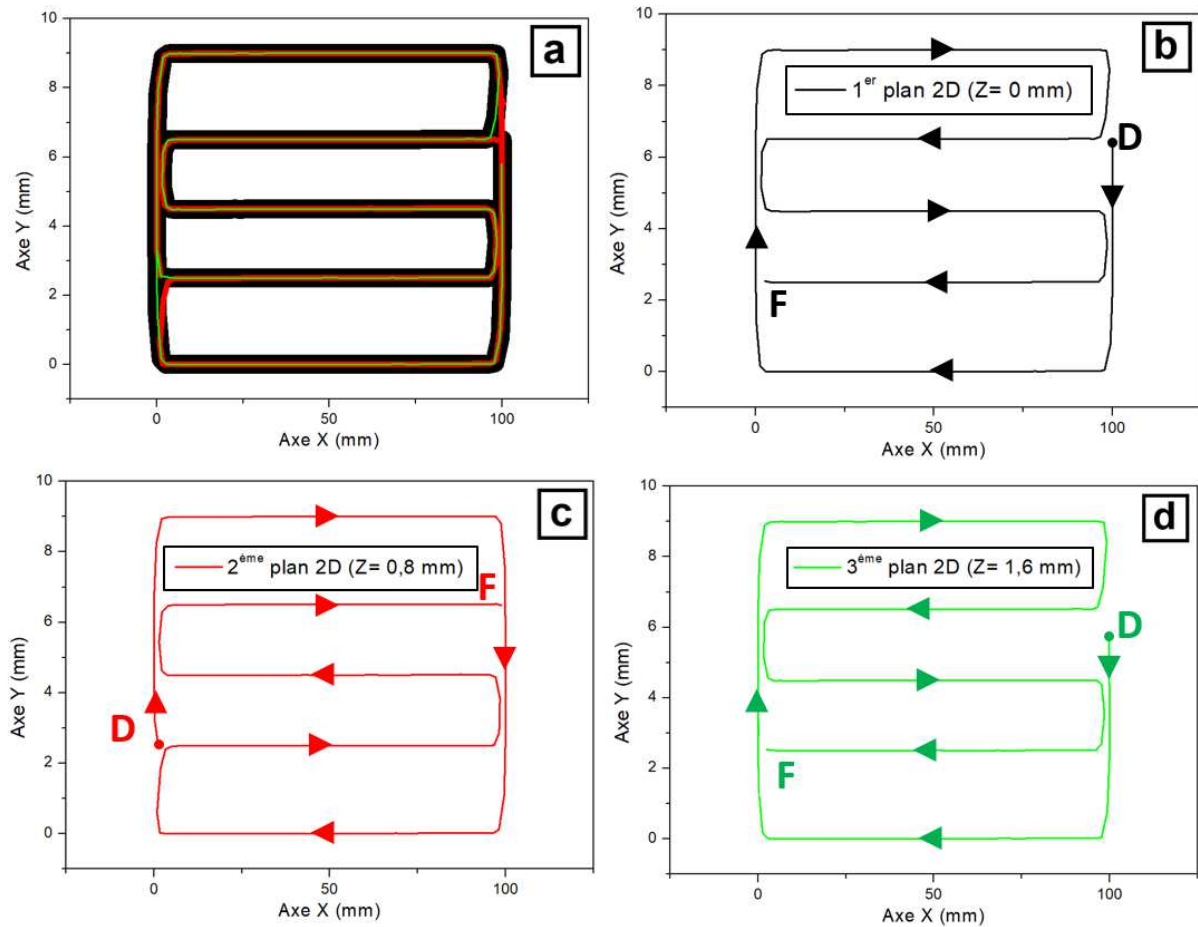 a
10
8
6
4
2
0
Axe Y (mm)
0
50
100
Axe X (mm)
b
1er plan 2D (Z= 0 mm)
D
F
10
8
6
4
2
0
Axe Y (mm)
0
50
100
Axe X (mm)
c
2ème plan 2D (Z= 0,8 mm)
F
D
10
8
6
4
2
0
Axe Y (mm)
0
50
100
Axe X (mm)
d
3ème plan 2D (Z= 1,6 mm)
D
F
10
8
6
4
2
0
Axe Y (mm)
0
50
100
Axe X (mm)